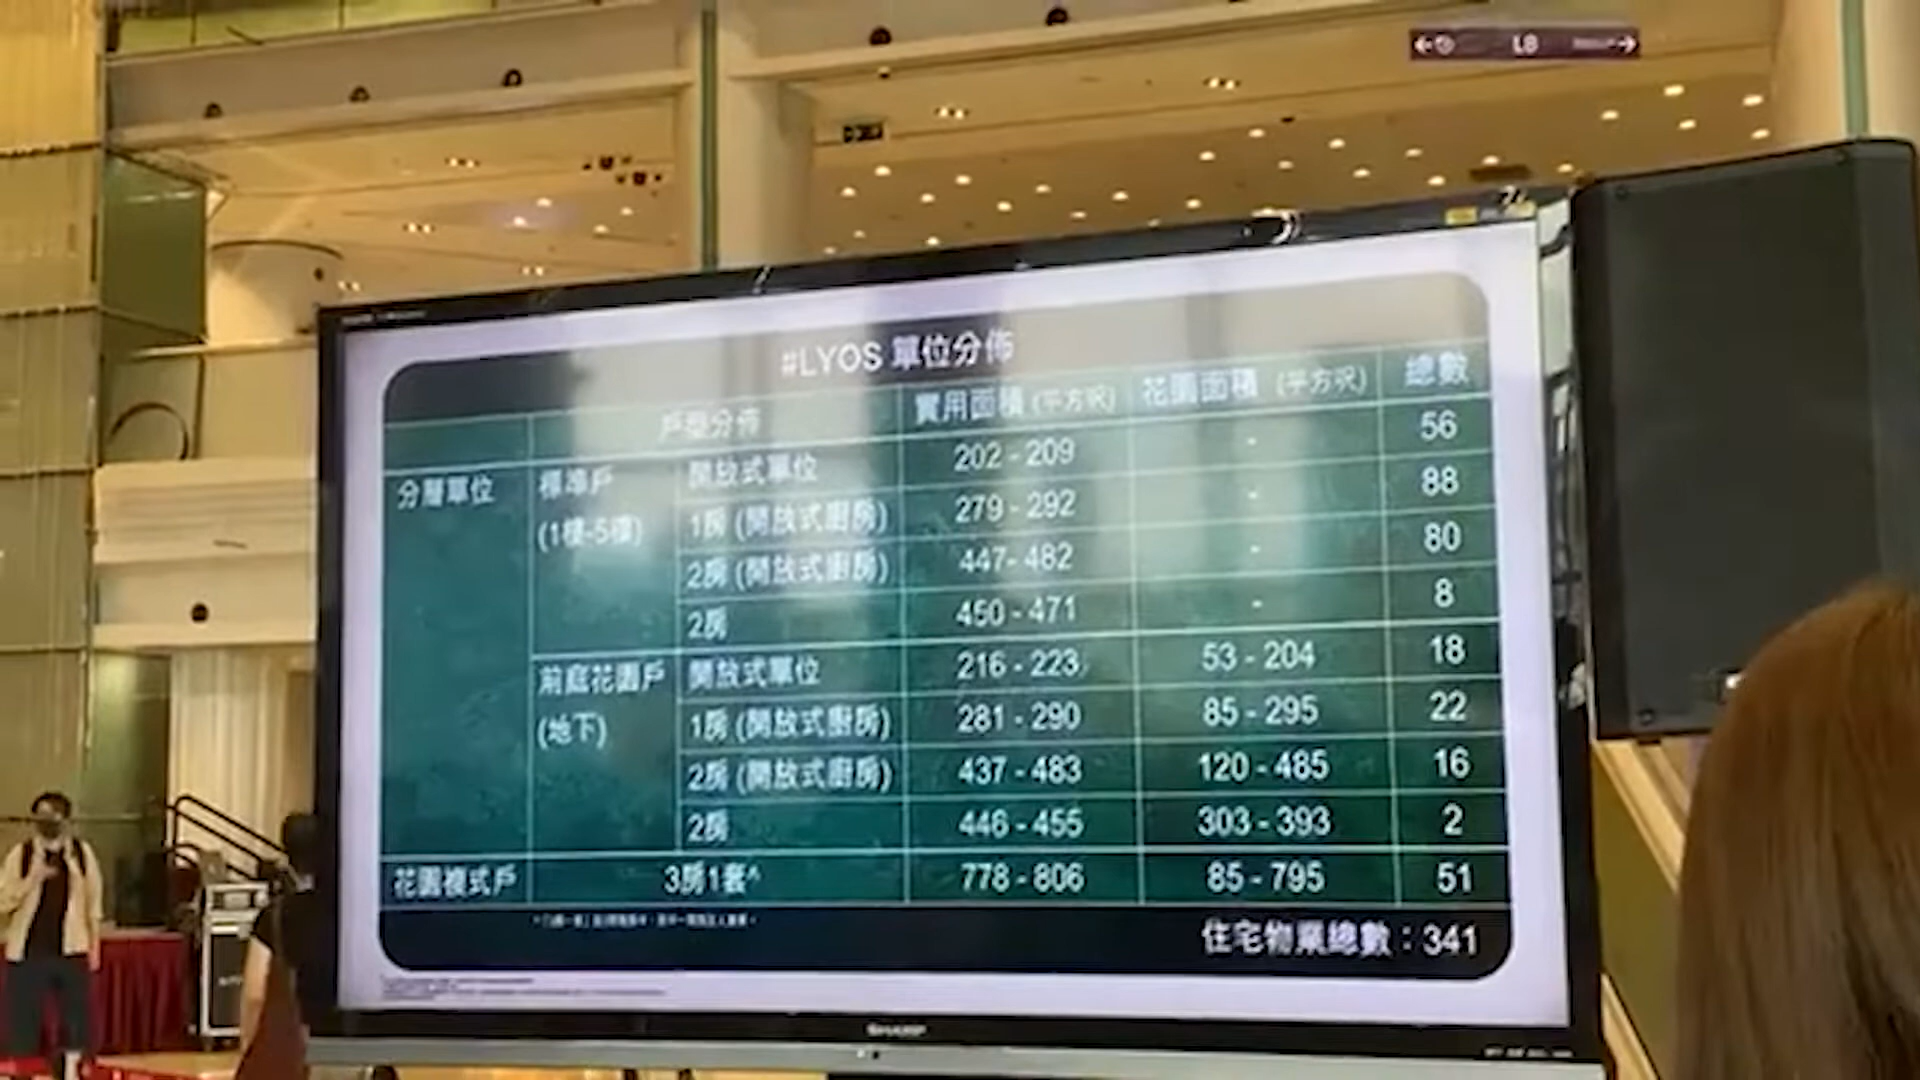 L8
#LYOS 單位分佈
戶型分佈 實用面積 (平方呎) 花園面積 (平方呎) 總數
分層單位 標準戶 開放式單位 202 - 209 - 56
(1樓-5樓) 1房 (開放式廚房) 279 - 292 - 88
2房 (開放式廚房) 447 - 482 - 80
2房 450 - 471 - 8
前庭花園戶 開放式單位 216 - 223 53 - 204 18
(地下) 1房 (開放式廚房) 281 - 290 85 - 295 22
2房 (開放式廚房) 437 - 483 120 - 485 16
2房 446 - 455 303 - 393 2
花園複式戶 3房1套^ 778 - 806 85 - 795 51
住宅物業總數：341
SHARP